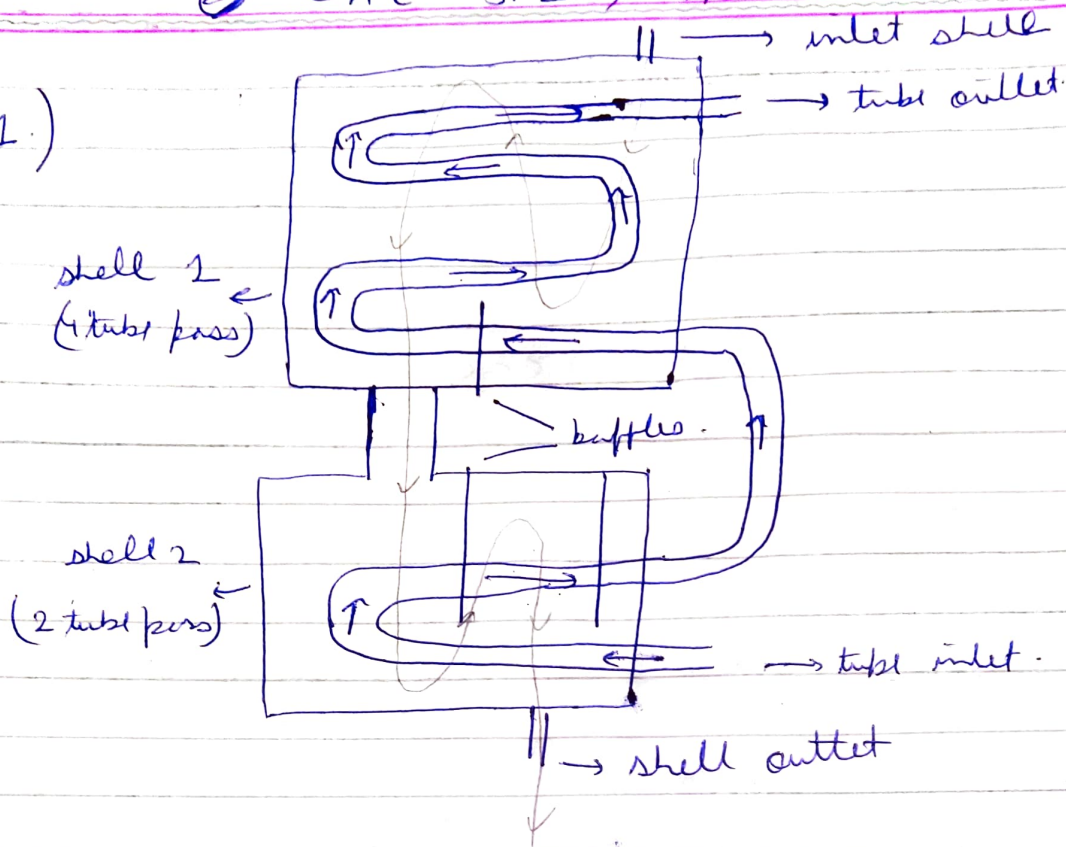 inlet shell
1.)
tube outlet.
shell 1
(4 tube pass)
baffles.
shell 2
(2 tube pass)
tube inlet.
shell outlet